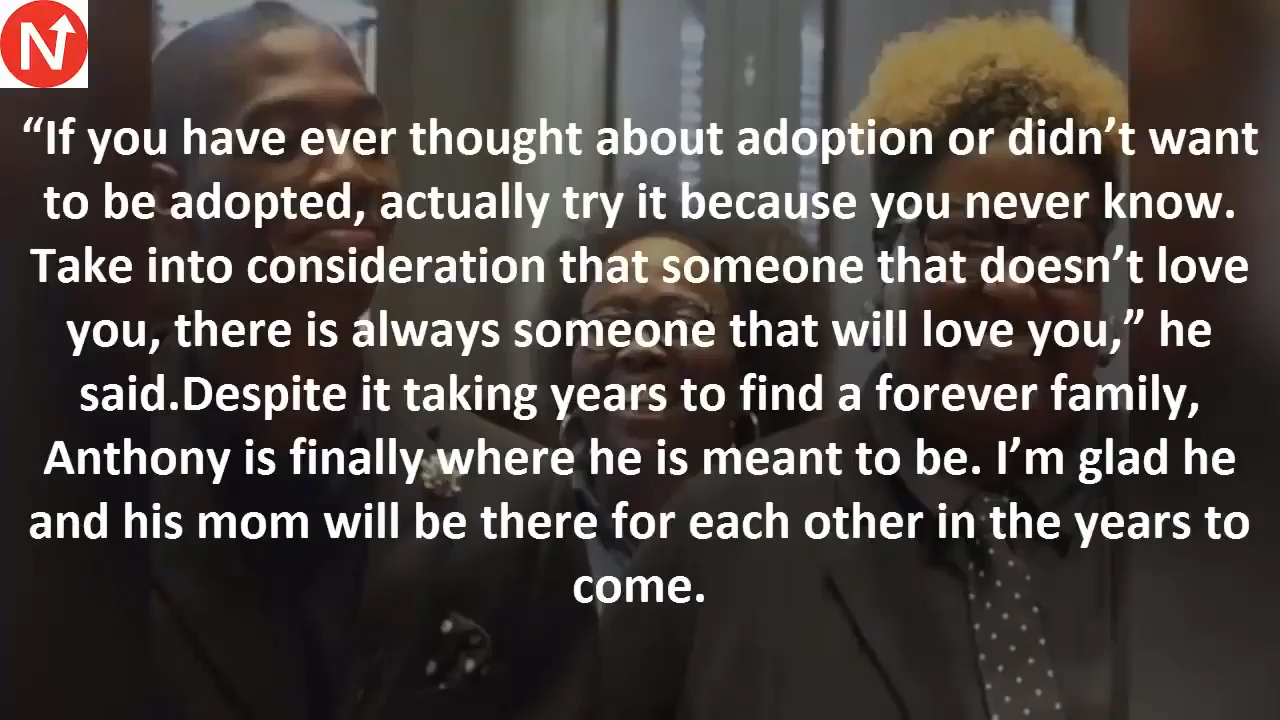 N
“If you have ever thought about adoption or didn’t want
to be adopted, actually try it because you never know.
Take into consideration that someone that doesn’t love
you, there is always someone that will love you,” he
said.Despite it taking years to find a forever family,
Anthony is finally where he is meant to be. I’m glad he
and his mom will be there for each other in the years to
come.